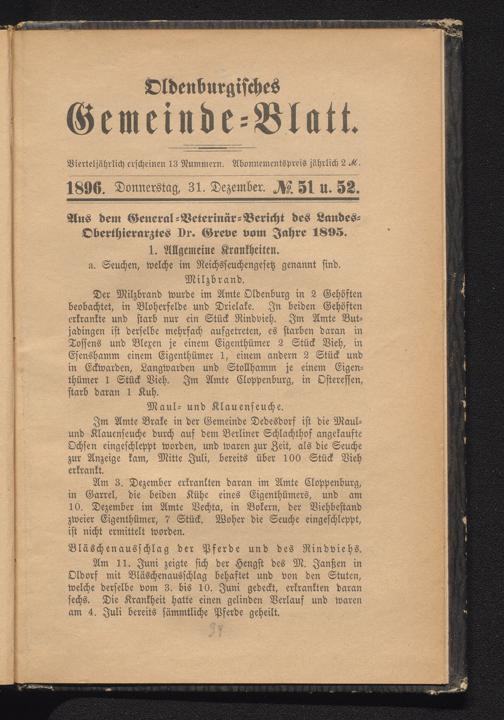 Oldenburgisches
Gemeinde-Blatt.
Vierteljährlich erscheinen 13 Nummern. Abonnementspreis jährlich 2 ℳ.
1896. Donnerstag, 31. Dezember. № 51 u. 52.
Aus dem General-Veterinär-Bericht des Landes-
Oberthierarztes Dr. Greve vom Jahre 1895.
1. Allgemeine Krankheiten.
a. Seuchen, welche im Reichsseuchengesetz genannt sind.
Milzbrand.
Der Milzbrand wurde im Amte Oldenburg in 2 Gehöften
beobachtet, in Bloherfelde und Drielake. In beiden Gehöften
erkrankte und starb nur ein Stück Rindvieh. Im Amte But-
jadingen ist derselbe mehrfach aufgetreten, es starben daran in
Tossens und Blexen je einem Eigenthümer 2 Stück Vieh, in
Esenshamm einem Eigenthümer 1, einem andern 2 Stück und
in Eckwarden, Langwarden und Stollhamm je einem Eigen-
thümer 1 Stück Vieh. Im Amte Cloppenburg, in Osteressen,
starb daran 1 Kuh.
Maul- und Klauenseuche.
Im Amte Brake in der Gemeinde Dedesdorf ist die Maul-
und Klauenseuche durch auf dem Berliner Schlachthof angekaufte
Ochsen eingeschleppt worden, und waren zur Zeit, als die Seuche
zur Anzeige kam, Mitte Juli, bereits über 100 Stück Vieh
erkrankt.
Am 3. Dezember erkrankten daran im Amte Cloppenburg,
in Garrel, die beiden Kühe eines Eigenthümers, und am
10. Dezember im Amte Vechta, in Bokern, der Viehbestand
zweier Eigenthümer, 7 Stück. Woher die Seuche eingeschleppt,
ist nicht ermittelt worden.
Bläschenausschlag der Pferde und des Rindviehs.
Am 11. Juni zeigte sich der Hengst des M. Janßen in
Oldorf mit Bläschenausschlag behaftet und von den Stuten,
welche derselbe vom 3. bis 10. Juni gedeckt, erkrankten daran
sechs. Die Krankheit hatte einen gelinden Verlauf und waren
am 4. Juli bereits sämmtliche Pferde geheilt.